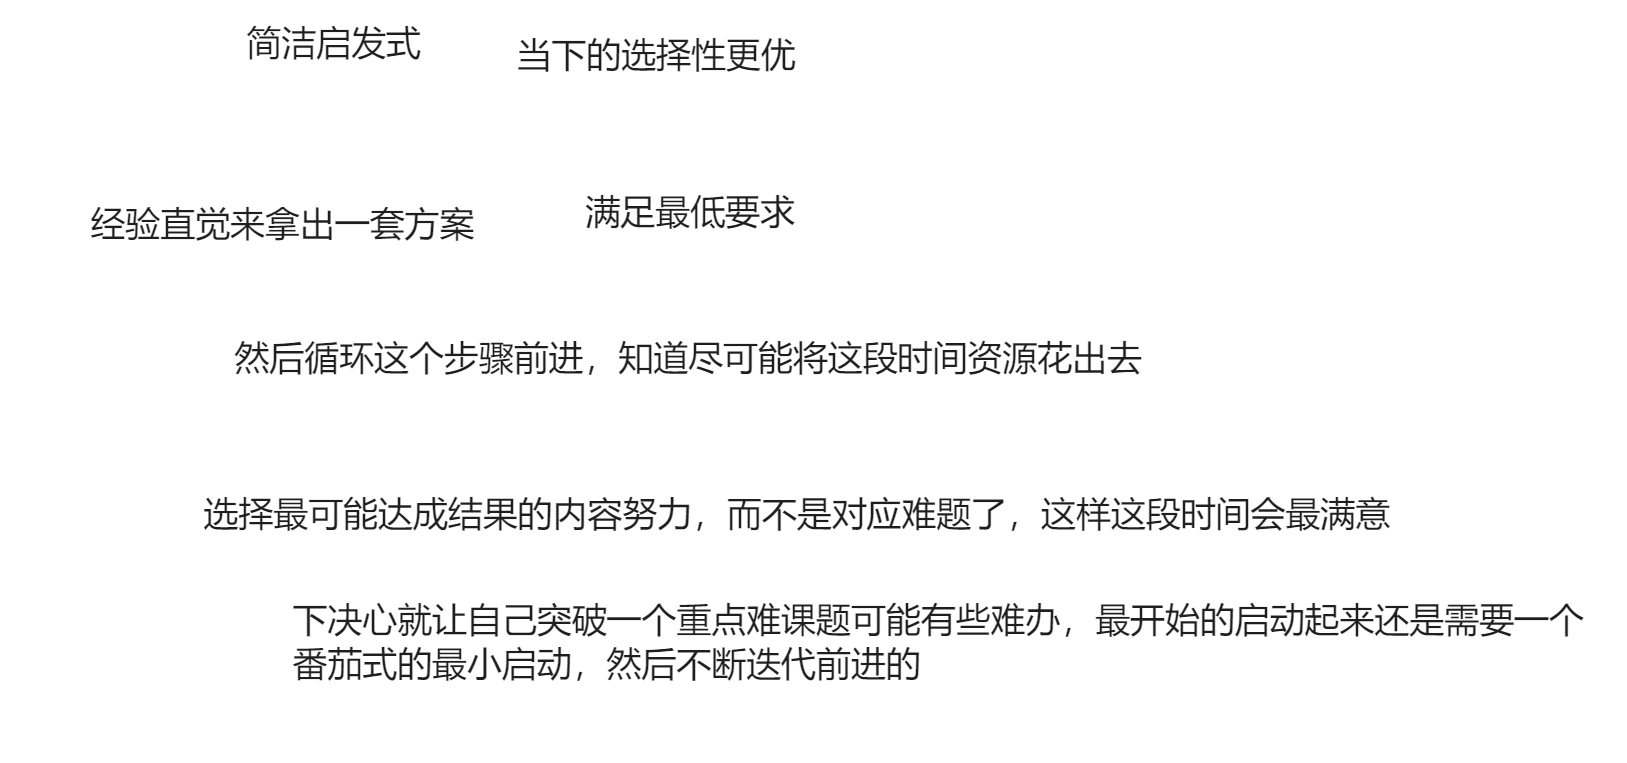 简洁启发式
当下的选择性更优
经验直觉来拿出一套方案
满足最低要求
然后循环这个步骤前进，知道尽可能将这段时间资源花出去
选择最可能达成结果的内容努力，而不是对应难题了，这样这段时间会最满意
下决心就让自己突破一个重点难课题可能有些难办，最开始的启动起来还是需要一个
番茄式的最小启动，然后不断迭代前进的